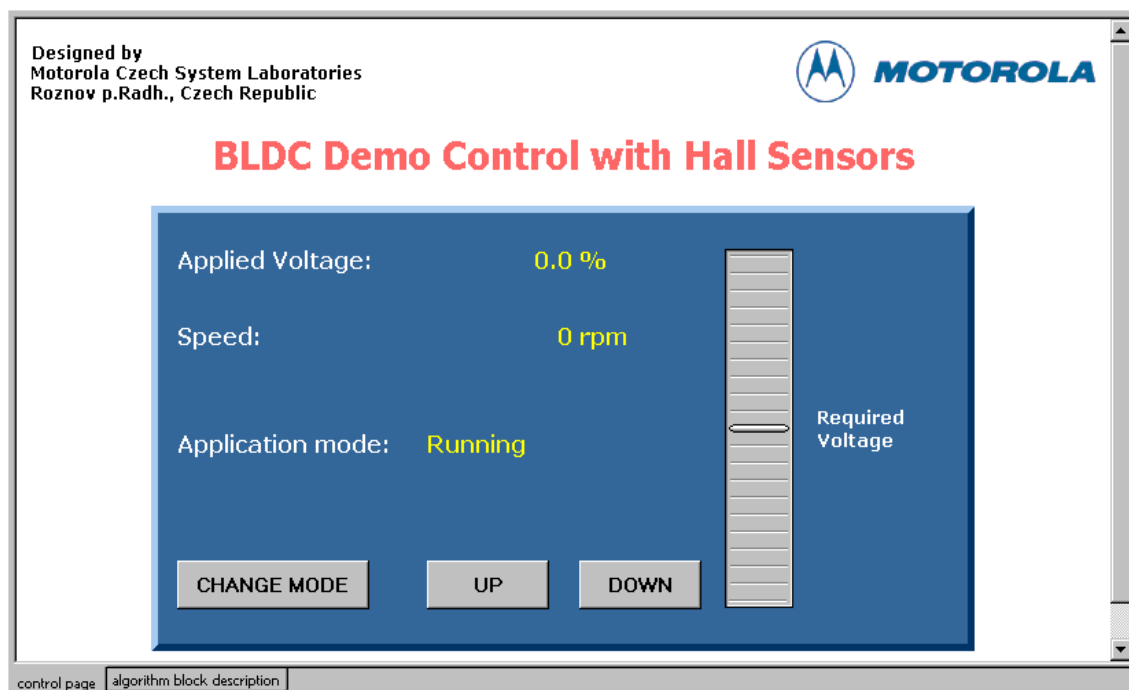 Designed by
Motorola Czech System Laboratories
Roznov p.Radh., Czech Republic
MOTOROLA
BLDC Demo Control with Hall Sensors
Applied Voltage: 0.0 %
Speed: 0 rpm
Application mode: Running
Required
Voltage
CHANGE MODE UP DOWN
control page algorithm block description